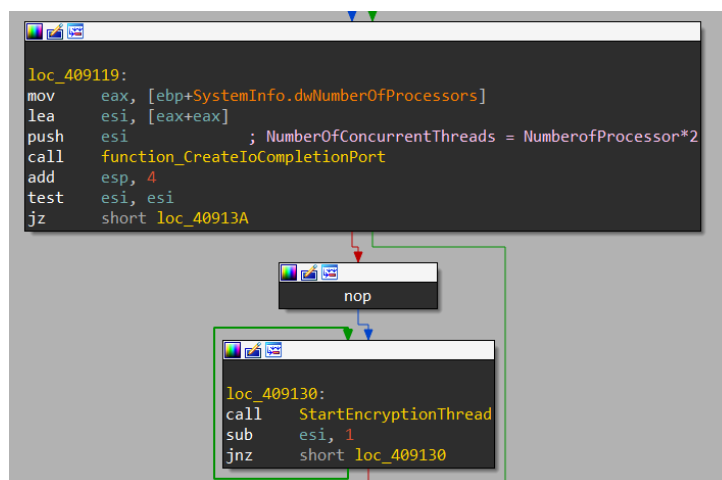 loc_409119:
mov     eax, [ebp+SystemInfo.dwNumberOfProcessors]
lea     esi, [eax+eax]
push    esi             ; NumberOfConcurrentThreads = NumberofProcessor*2
call    function_CreateIoCompletionPort
add     esp, 4
test    esi, esi
jz      short loc_40913A
nop
loc_409130:
call    StartEncryptionThread
sub     esi, 1
jnz     short loc_409130